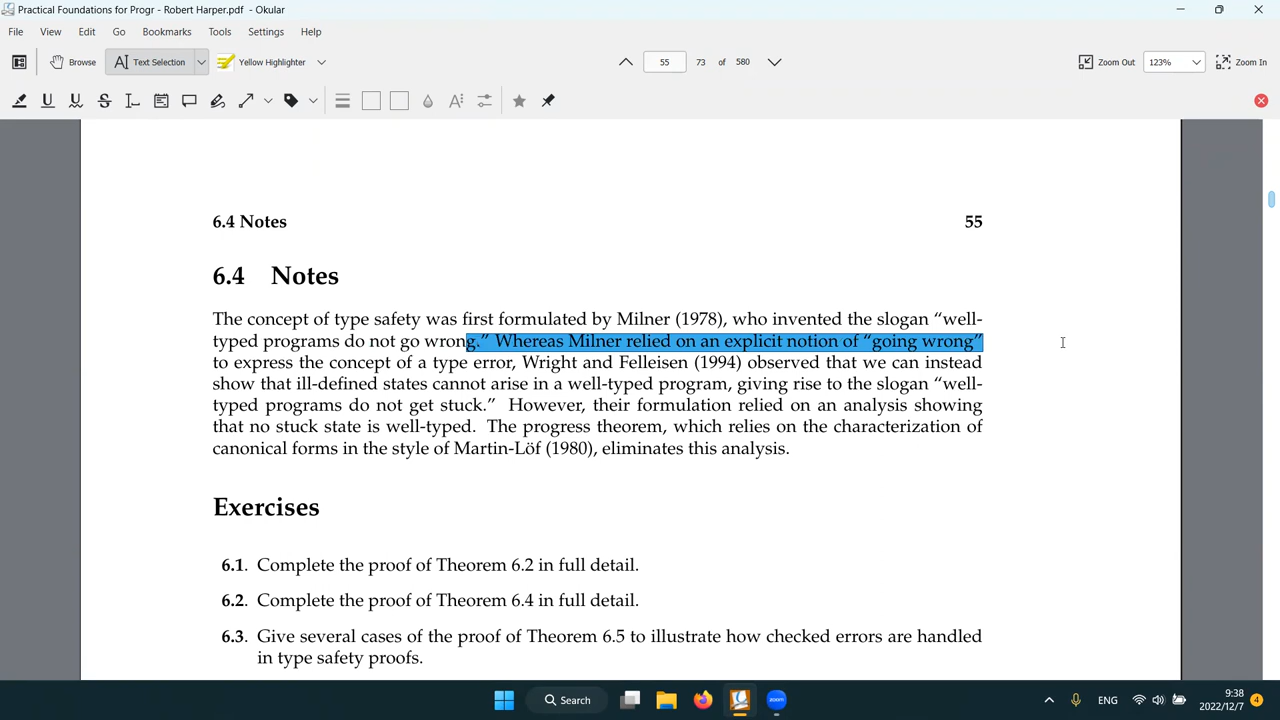 Practical Foundations for Progr - Robert Harper.pdf - Okular
File View Edit Go Bookmarks Tools Settings Help
Browse Text Selection Yellow Highlighter 55 73 of 580 Zoom Out 123% Zoom In
6.4 Notes 55
6.4 Notes
The concept of type safety was first formulated by Milner (1978), who invented the slogan “well-
typed programs do not go wrong.” Whereas Milner relied on an explicit notion of “going wrong”
to express the concept of a type error, Wright and Felleisen (1994) observed that we can instead
show that ill-defined states cannot arise in a well-typed program, giving rise to the slogan “well-
typed programs do not get stuck.” However, their formulation relied on an analysis showing
that no stuck state is well-typed. The progress theorem, which relies on the characterization of
canonical forms in the style of Martin-Löf (1980), eliminates this analysis.
Exercises
6.1. Complete the proof of Theorem 6.2 in full detail.
6.2. Complete the proof of Theorem 6.4 in full detail.
6.3. Give several cases of the proof of Theorem 6.5 to illustrate how checked errors are handled
in type safety proofs.
Search zoom ENG 9:38
2022/12/7 4